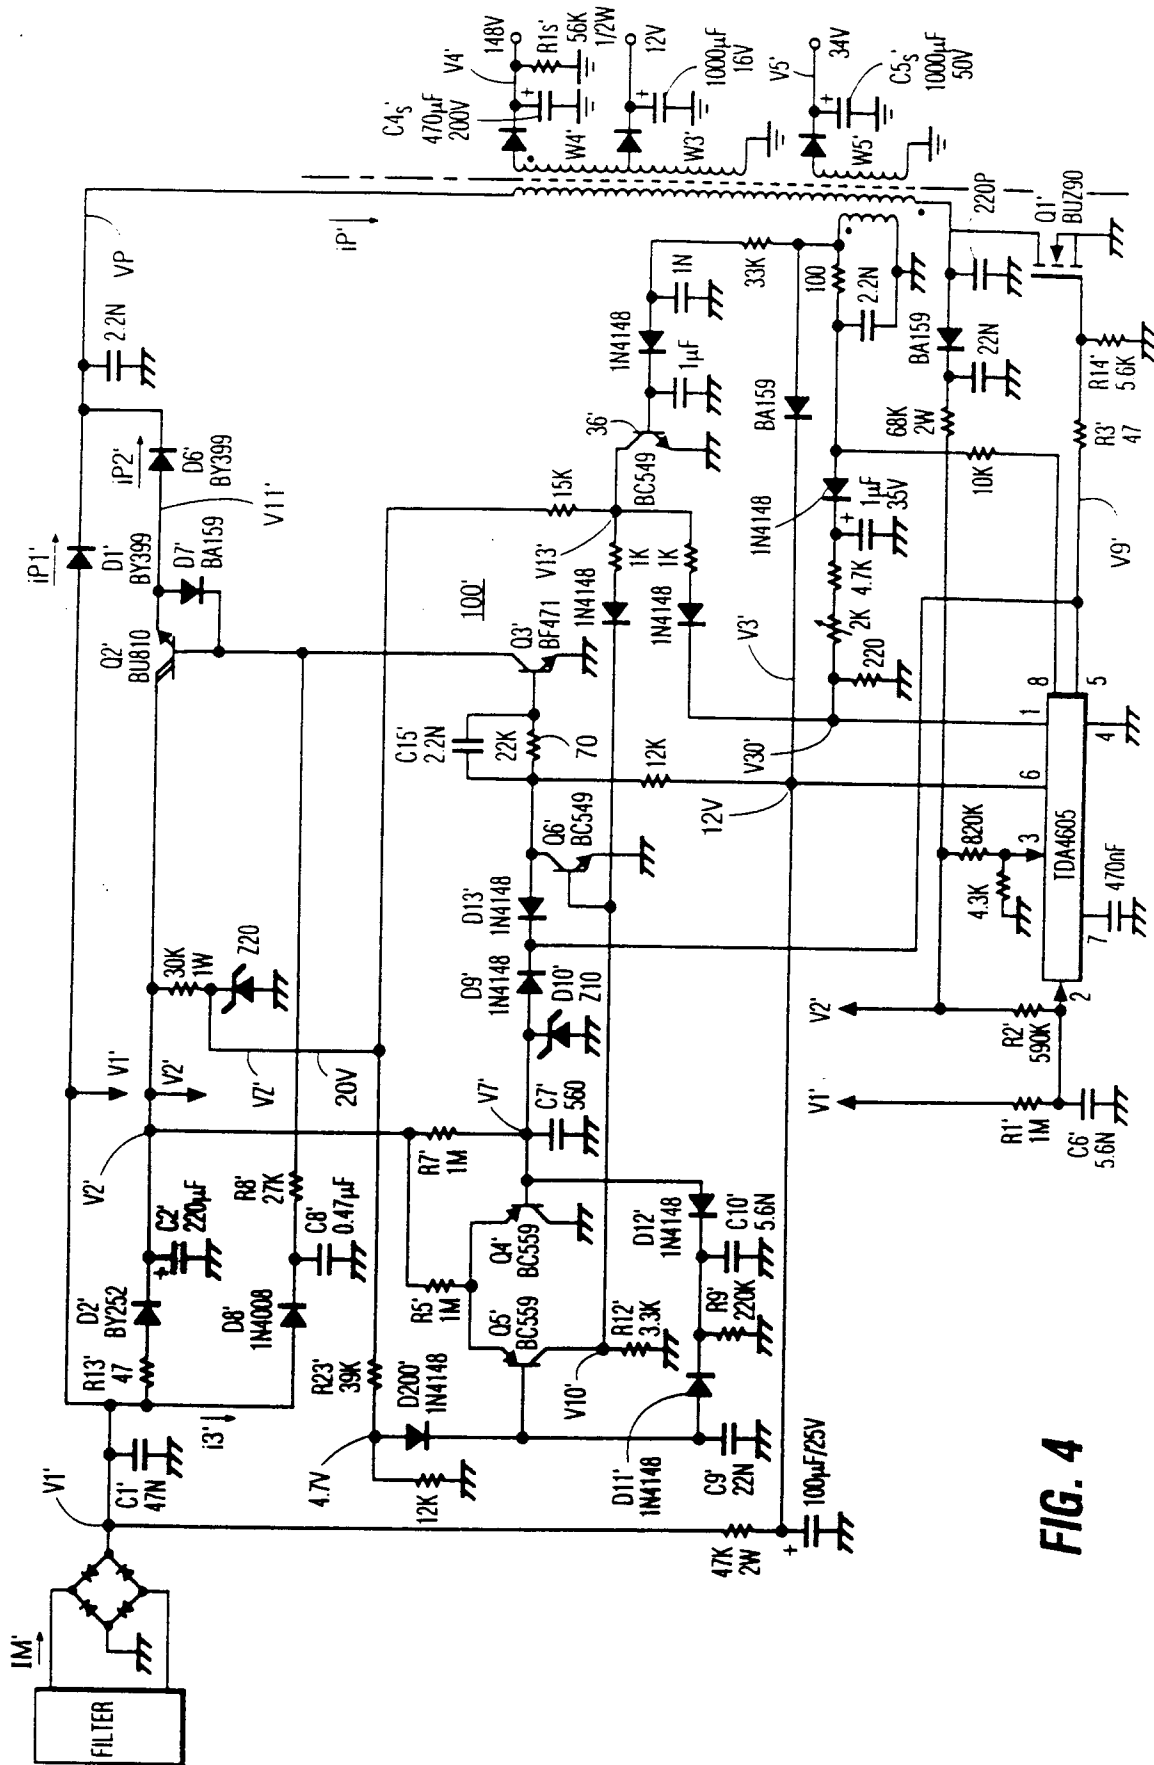 FILTER
IM'
V1'
C1'
47N
i3'
R13'
47
D2'
BY252
C2'
220µF
V2'
V1'
V2'
D8'
1N4008
C8'
0.47µF
R8'
27K
30K
1W
Z20
VZ'
20V
Q2'
BU810
D7'
BA159
iP1'
D1'
BY399
iP2'
D6'
BY399
V11'
2.2N
VP
iP'
4.7V
12K
R23'
39K
D200'
1N4148
R5'
1M
Q5'
BC559
Q4'
BC559
R7'
1M
V7'
C7'
560
D10'
Z10
D9'
1N4148
D13'
1N4148
Q6'
BC549
C15'
2.2N
22K
70
Q3'
BF471
100'
15K
V13'
1K
1K
1N4148
1N4148
36'
BC549
1µF
1N4148
1N
33K
V10'
R12'
3.3K
D11'
1N4148
C9'
22N
R9'
220K
D12'
1N4148
C10'
5.6N
47K
2W
+
100µF/25V
12K
12V
V3'
V30'
BA159
100
2.2N
1N4148
+
1µF
35V
4.7K
2K
220
10K
68K
2W
22N
BA159
220P
Q1'
BUZ90
R14'
5.6K
R3'
47
V9'
V1'
R1'
1M
C6'
5.6N
V2'
R2'
590K
2
TDA4605
7
470nF
4.3K
820K
3
6
1
8
4
5
C4s'
470µF
200V
+
V4'
148V
R1s'
56K
1/2W
W4'
12V
+
1000µF
16V
W3'
V5'
34V
+
C5s'
1000µF
50V
W5'
FIG. 4